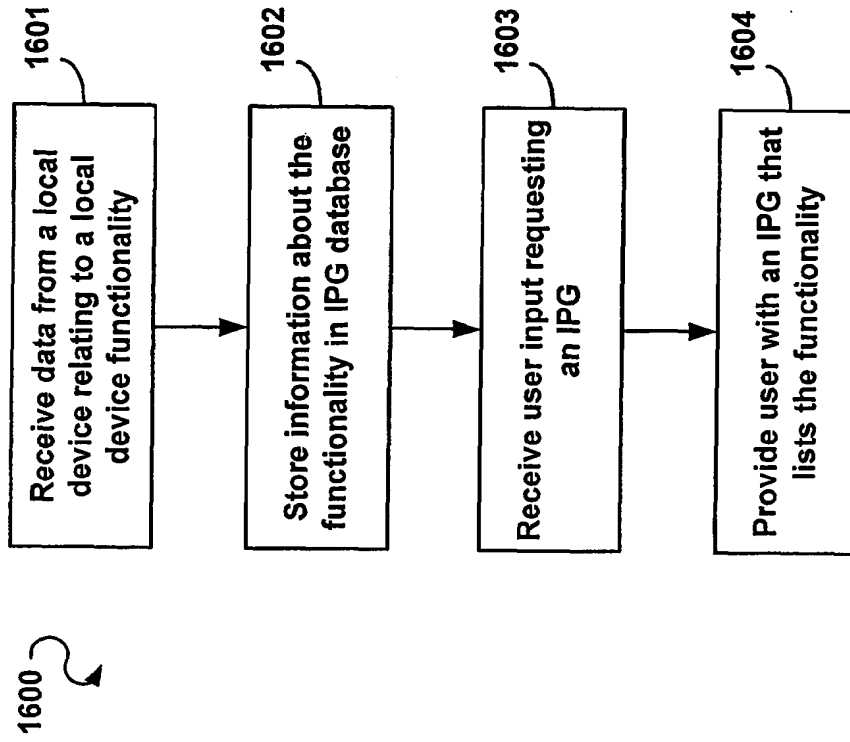 1600
Receive data from a local
device relating to a local
device functionality
1601
Store information about the
functionality in IPG database
1602
Receive user input requesting
an IPG
1603
Provide user with an IPG that
lists the functionality
1604